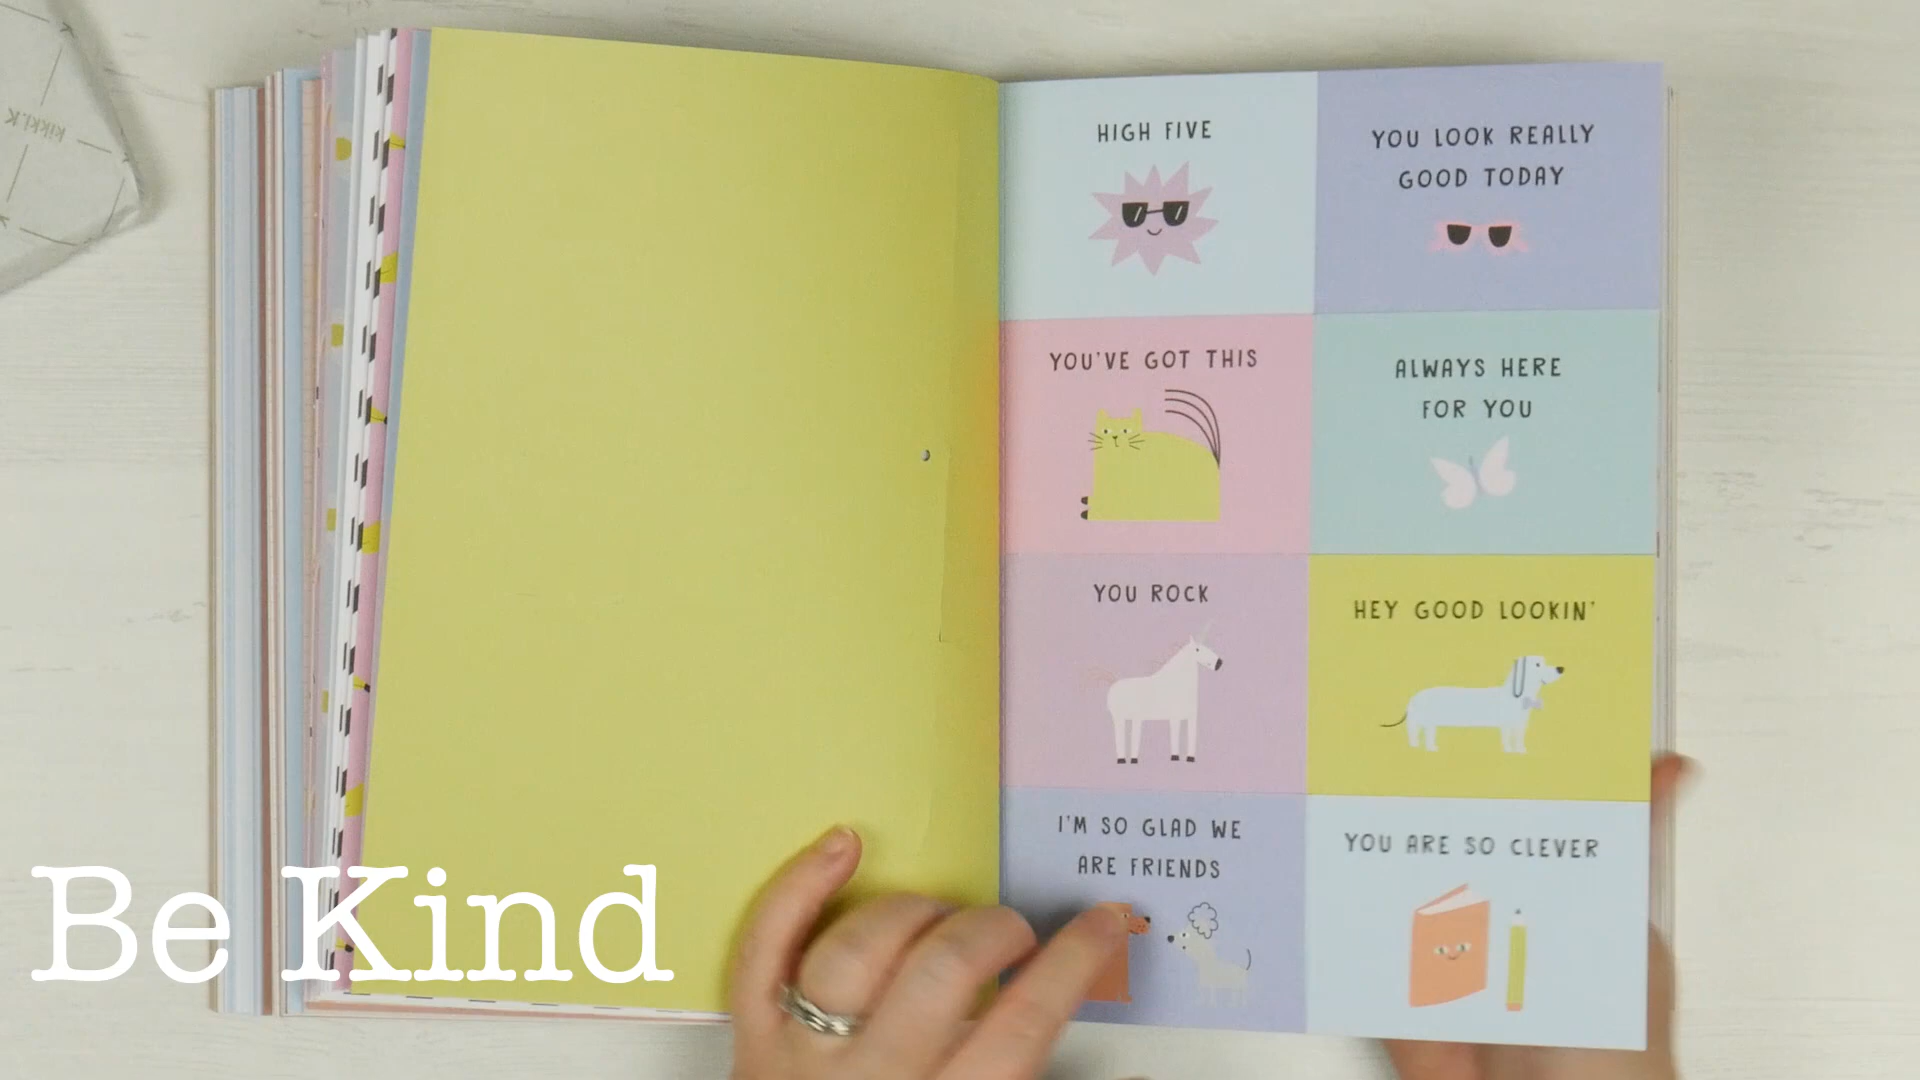 kikki.K
HIGH FIVE
YOU LOOK REALLY
GOOD TODAY
YOU'VE GOT THIS
ALWAYS HERE
FOR YOU
YOU ROCK
HEY GOOD LOOKIN'
I'M SO GLAD WE
ARE FRIENDS
YOU ARE SO CLEVER
Be Kind